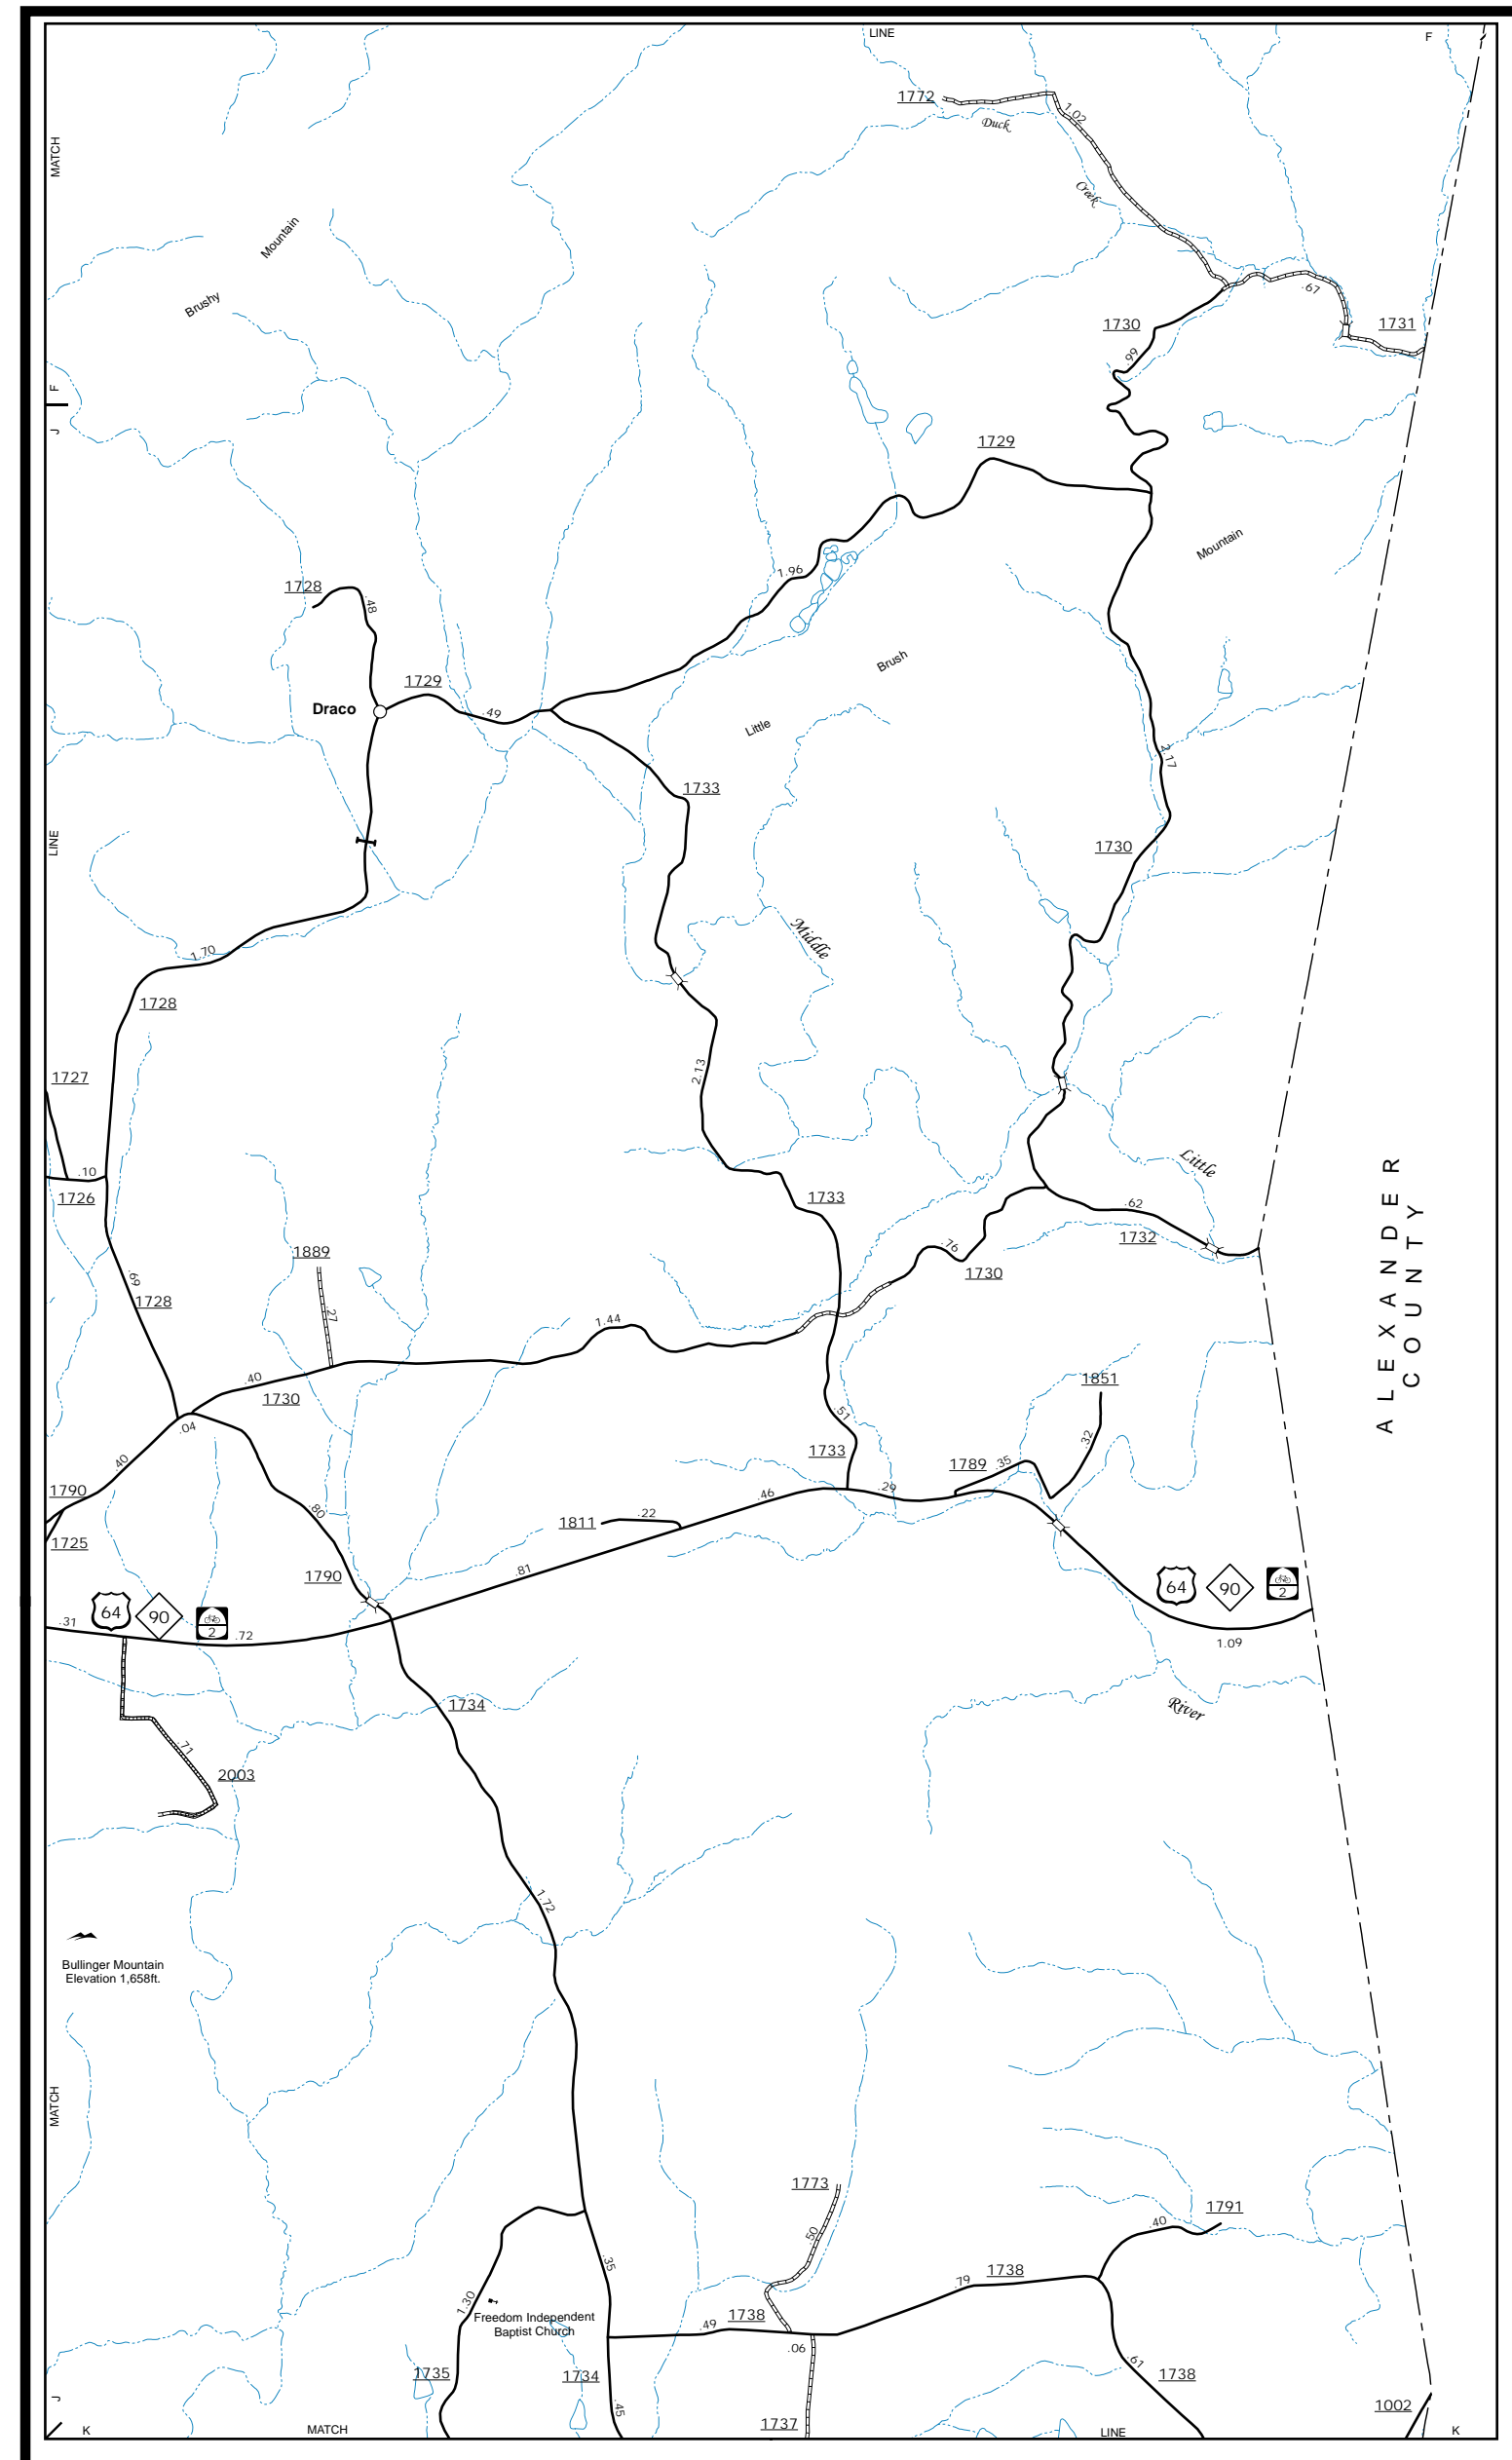 LINE
F
MATCH
1772
1.02
Duck
Creek
Mountain
Brushy
.67
1730
1731
.99
F
J
1729
Mountain
1.96
1728
.48
Brush
1729
Draco
.49
Little
2.17
1733
LINE
1730
Middle
1.70
1728
2.13
1727
Little
.10
1726
1733
.62
1732
ALEXANDER
COUNTY
.76
1889
1730
.69
1728
.27
1.44
.40
1730
1851
.04
.51
.32
1733
1789
.35
.40
1790
.29
.46
.80
.22
1811
1725
.81
1790
64
90
2
64
90
2
.31
.72
1.09
1734
River
.71
2003
1.72
Bullinger Mountain
Elevation 1,658ft.
MATCH
1773
1791
.40
.50
.35
1738
.79
1.30
Freedom Independent
Baptist Church
1738
.49
.06
.61
1735
1734
1738
J
.45
1002
1737
K
MATCH
LINE
K